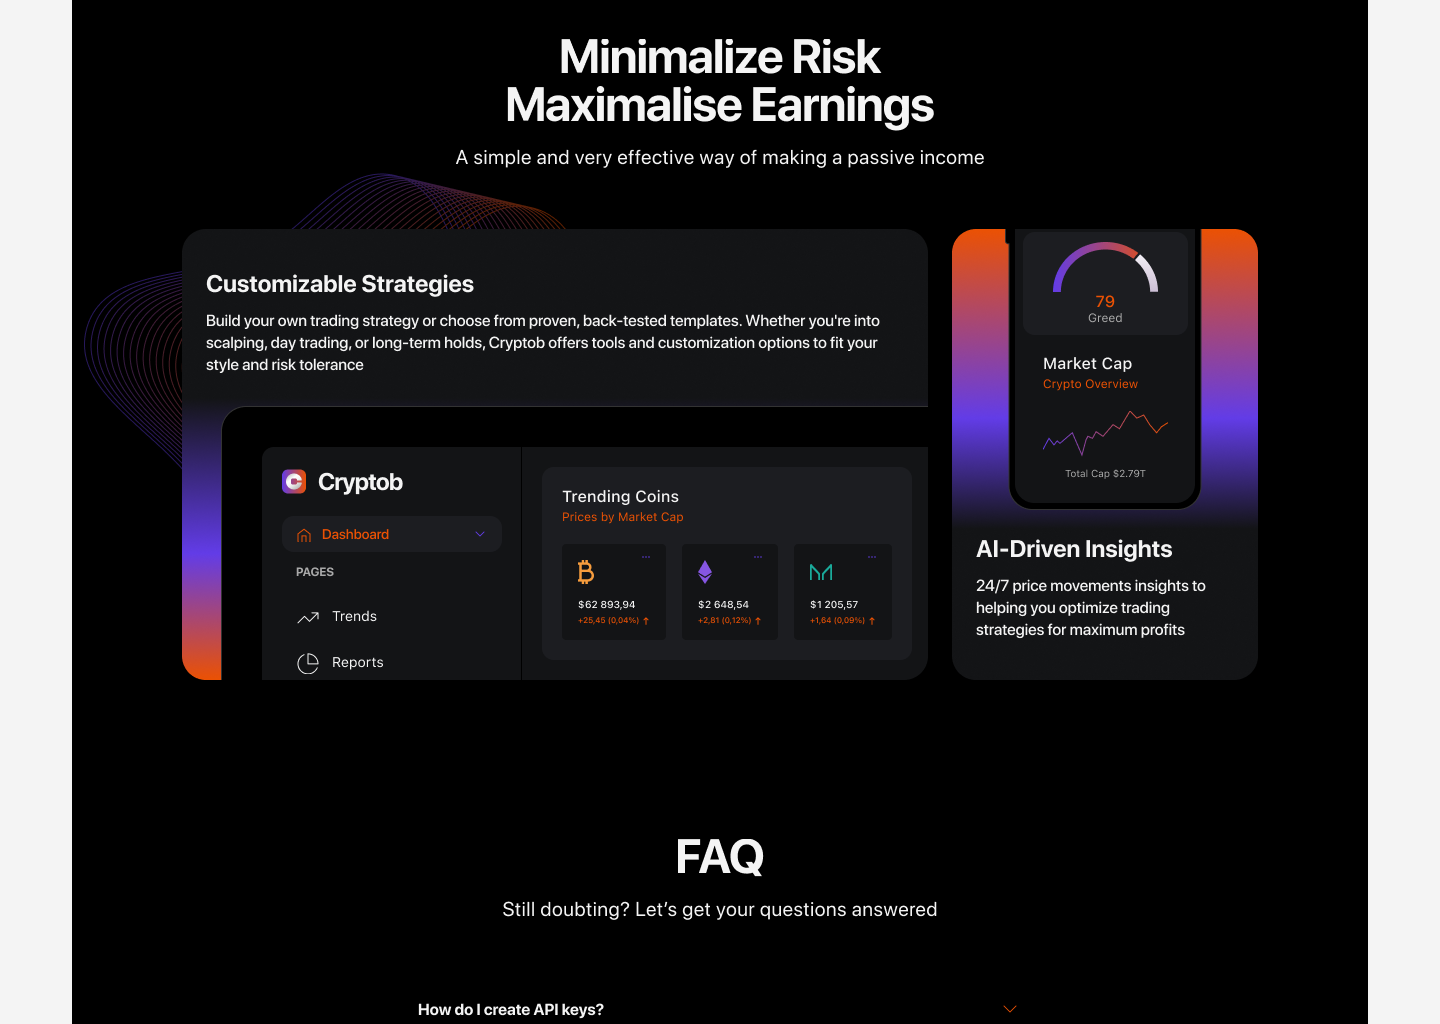 Minimalize Risk
Maximalise Earnings
A simple and very effective way of making a passive income
Customizable Strategies
Build your own trading strategy or choose from proven, back-tested templates. Whether you're into
scalping, day trading, or long-term holds, Cryptob offers tools and customization options to fit your
style and risk tolerance
Cryptob
Dashboard
PAGES
Trends
Reports
Trending Coins
Prices by Market Cap
$62 893,94
+25,45 (0,04%)
$2 648,54
+2,81 (0,12%)
$1 205,57
+1,64 (0,09%)
79
Greed
Market Cap
Crypto Overview
Total Cap $2.79T
AI-Driven Insights
24/7 price movements insights to
helping you optimize trading
strategies for maximum profits
FAQ
Still doubting? Let’s get your questions answered
How do I create API keys?